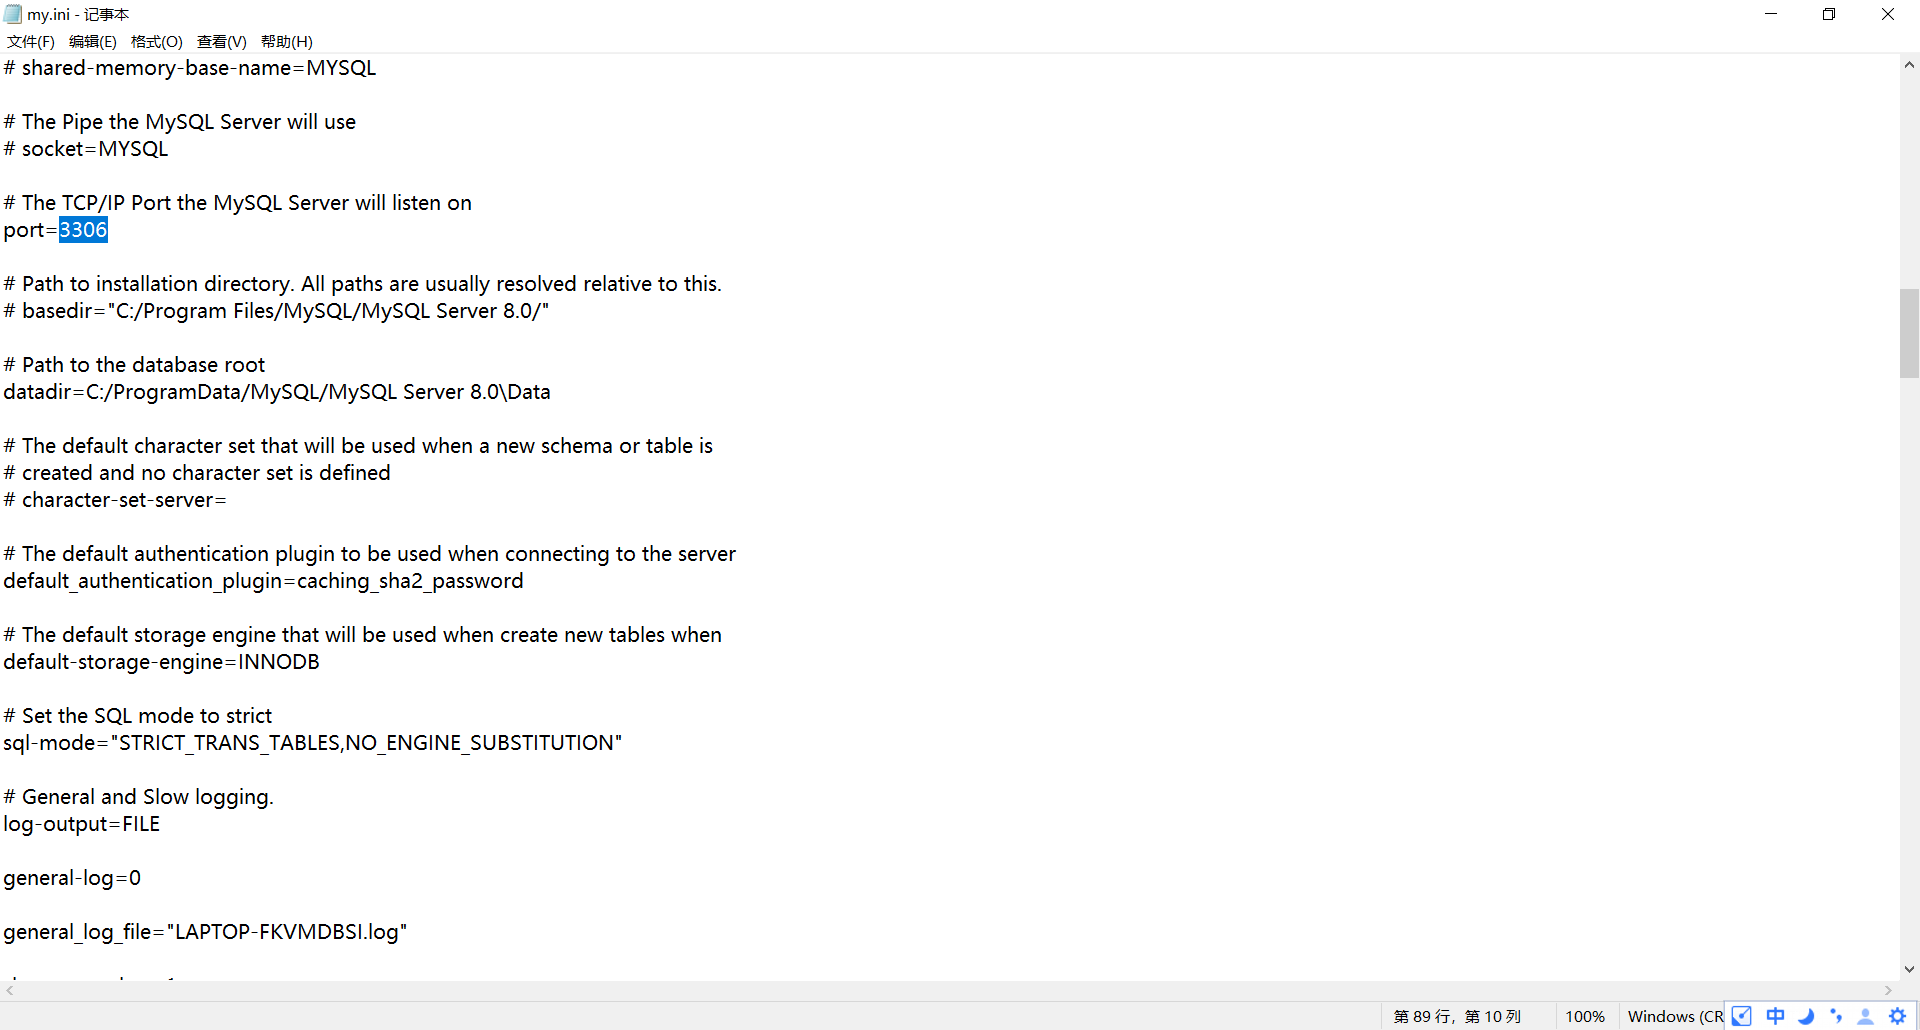 my.ini - 记事本
文件(F) 编辑(E) 格式(O) 查看(V) 帮助(H)
# shared-memory-base-name=MYSQL
# The Pipe the MySQL Server will use
# socket=MYSQL
# The TCP/IP Port the MySQL Server will listen on
port=3306
# Path to installation directory. All paths are usually resolved relative to this.
# basedir="C:/Program Files/MySQL/MySQL Server 8.0/"
# Path to the database root
datadir=C:/ProgramData/MySQL/MySQL Server 8.0\Data
# The default character set that will be used when a new schema or table is
# created and no character set is defined
# character-set-server=
# The default authentication plugin to be used when connecting to the server
default_authentication_plugin=caching_sha2_password
# The default storage engine that will be used when create new tables when
default-storage-engine=INNODB
# Set the SQL mode to strict
sql-mode="STRICT_TRANS_TABLES,NO_ENGINE_SUBSTITUTION"
# General and Slow logging.
log-output=FILE
general-log=0
general_log_file="LAPTOP-FKVMDBSI.log"
第 89 行，第 10 列 100% Windows (CR 中